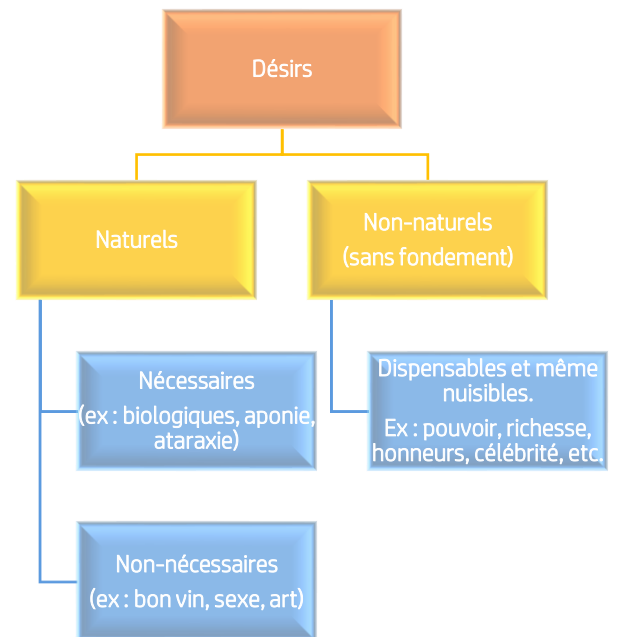 Désirs
Naturels
Non-naturels
(sans fondement)
Nécessaires
(ex : biologiques, aponie,
ataraxie)
Dispensables et même
nuisibles.
Ex : pouvoir, richesse,
honneurs, célébrité, etc.
Non-nécessaires
(ex : bon vin, sexe, art)